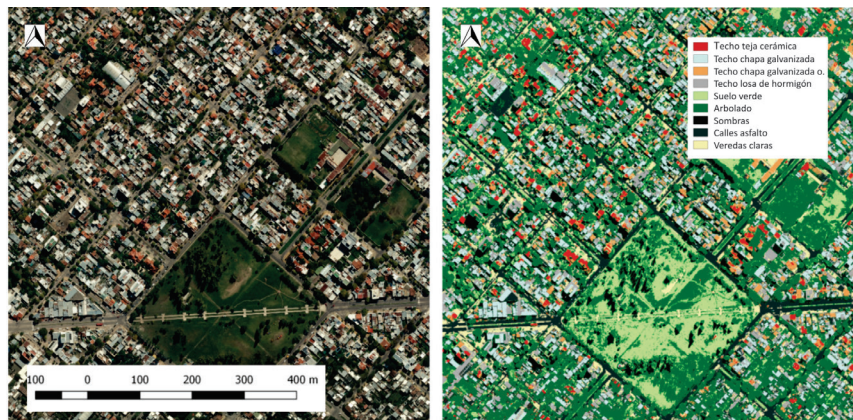 Techo teja cerámica
Techo chapa galvanizada
Techo chapa galvanizada o.
Techo losa de hormigón
Suelo verde
Arbolado
Sombras
Calles asfalto
Veredas claras
100 0 100 200 300 400 m